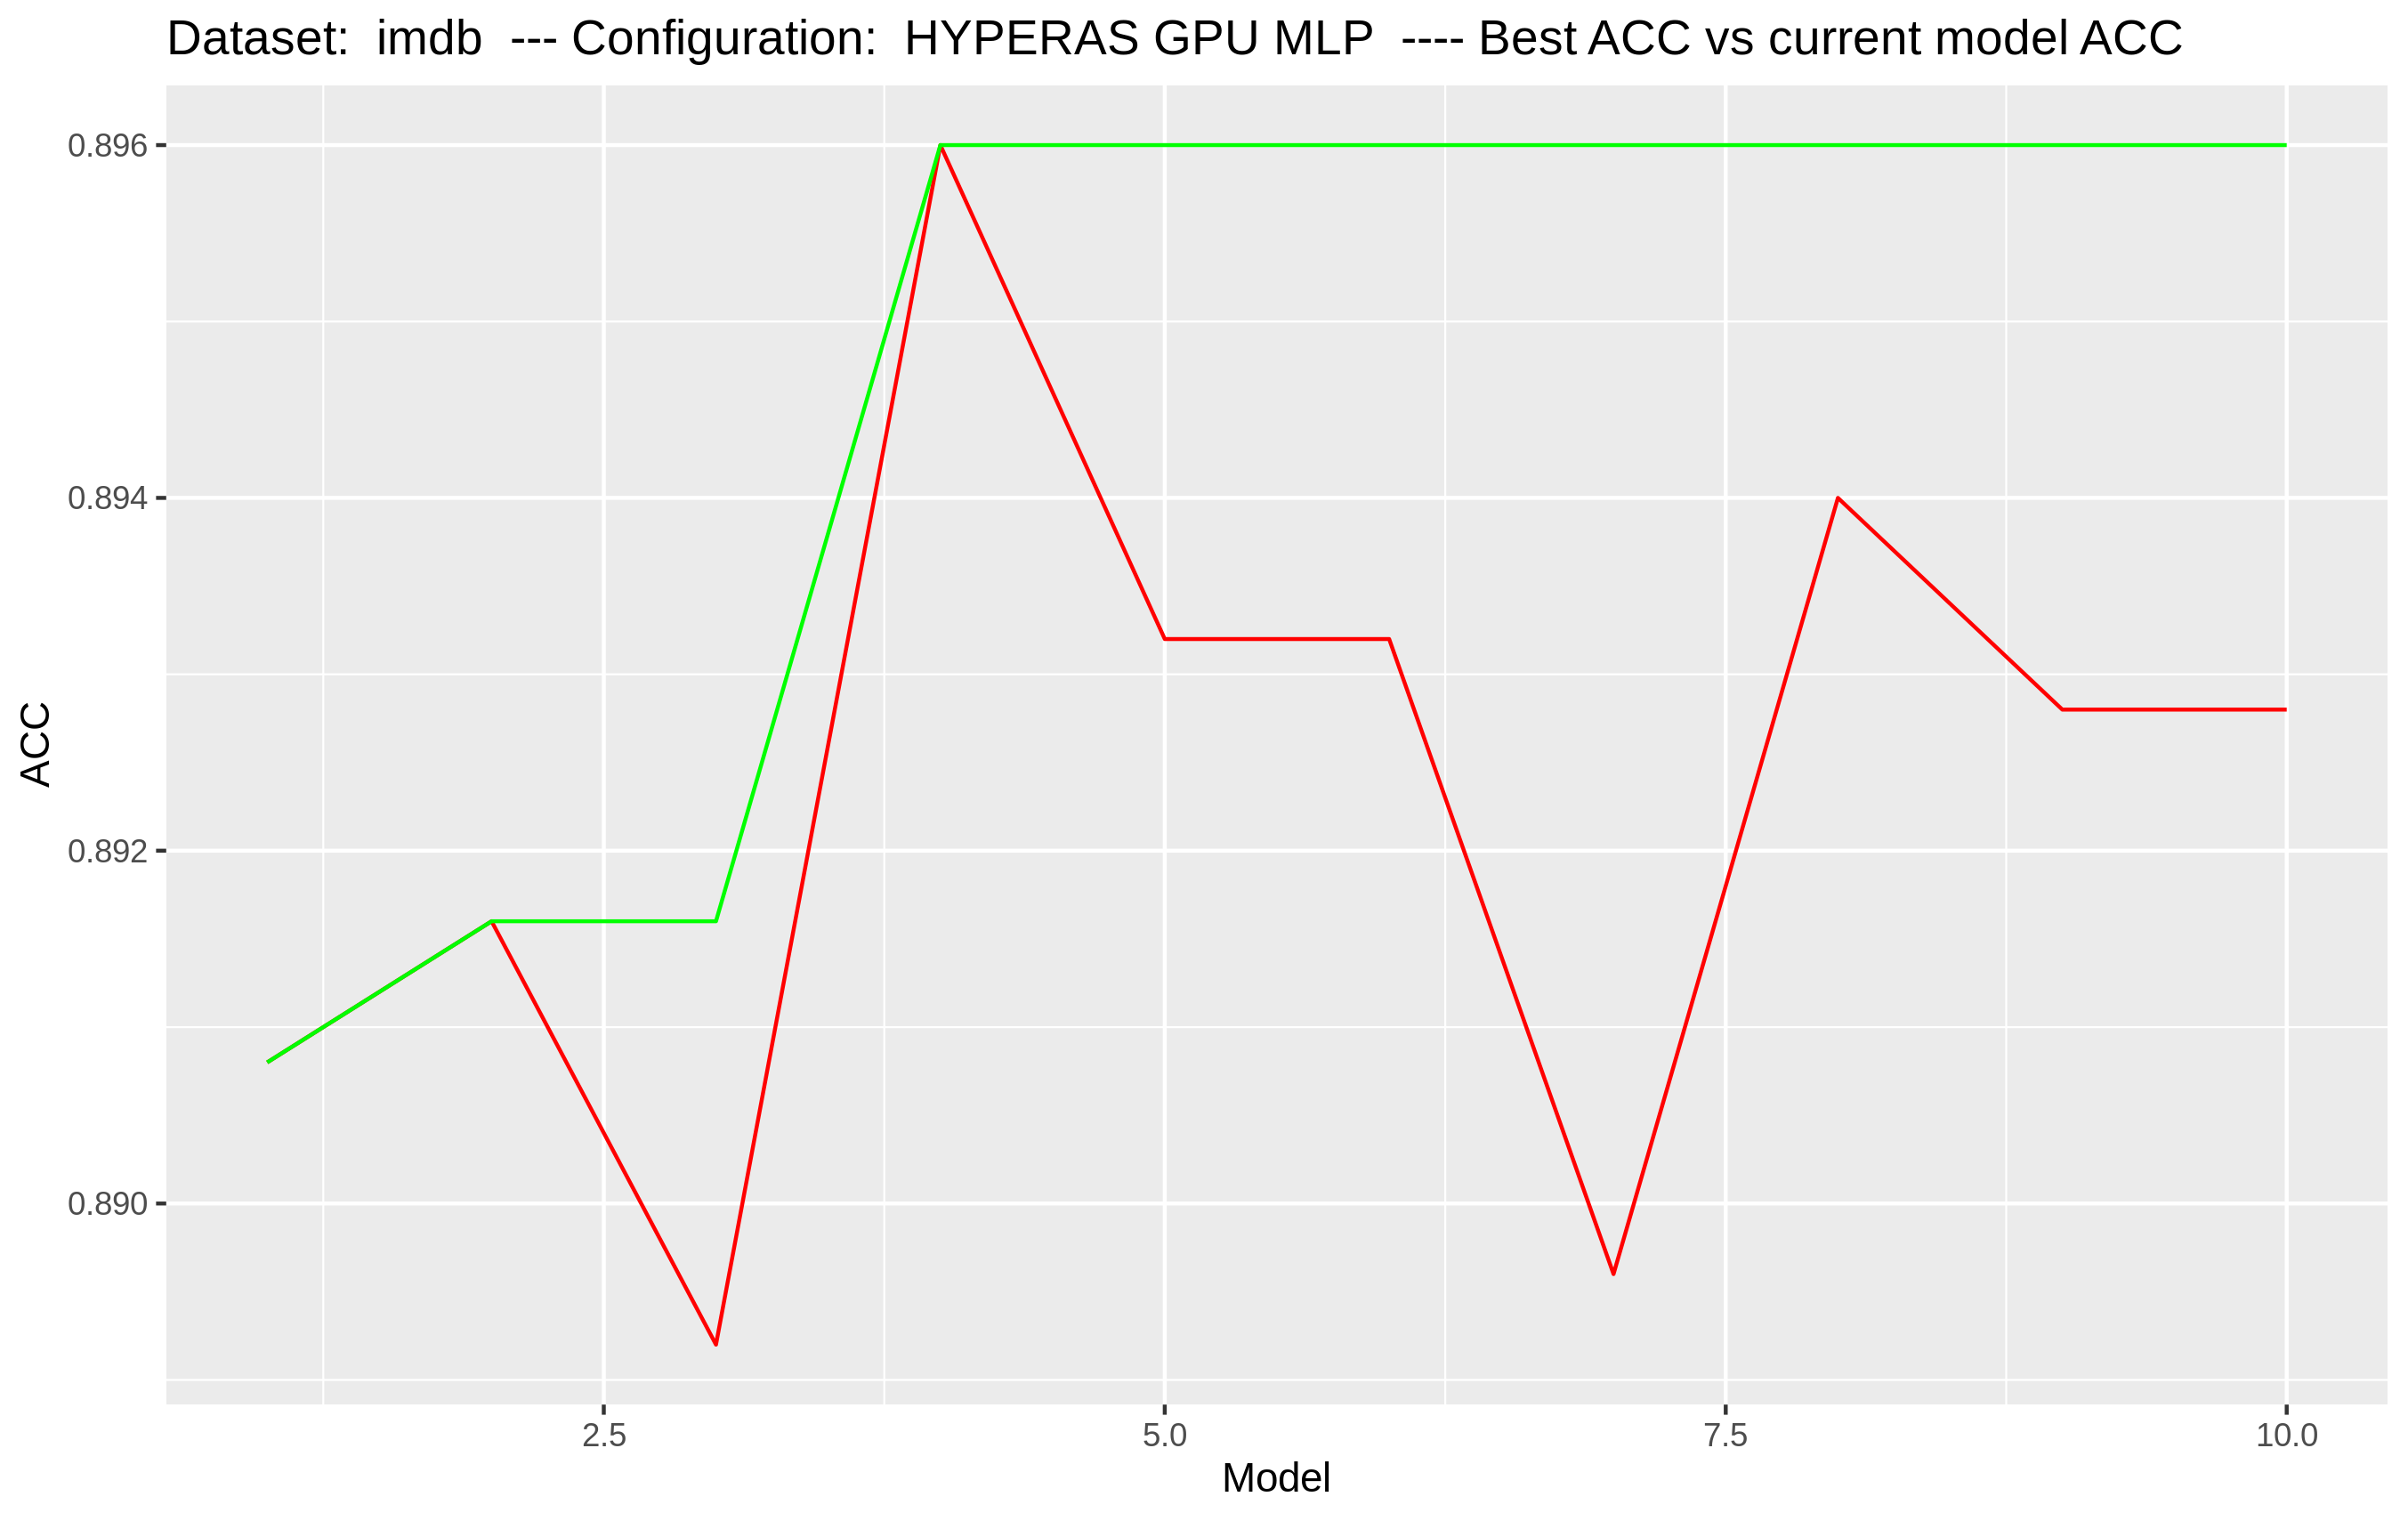 Dataset:  imdb  --- Configuration:  HYPERAS GPU MLP  ---- Best ACC vs current model ACC
0.896
0.894
0.892
0.890
ACC
2.5 5.0 7.5 10.0
Model